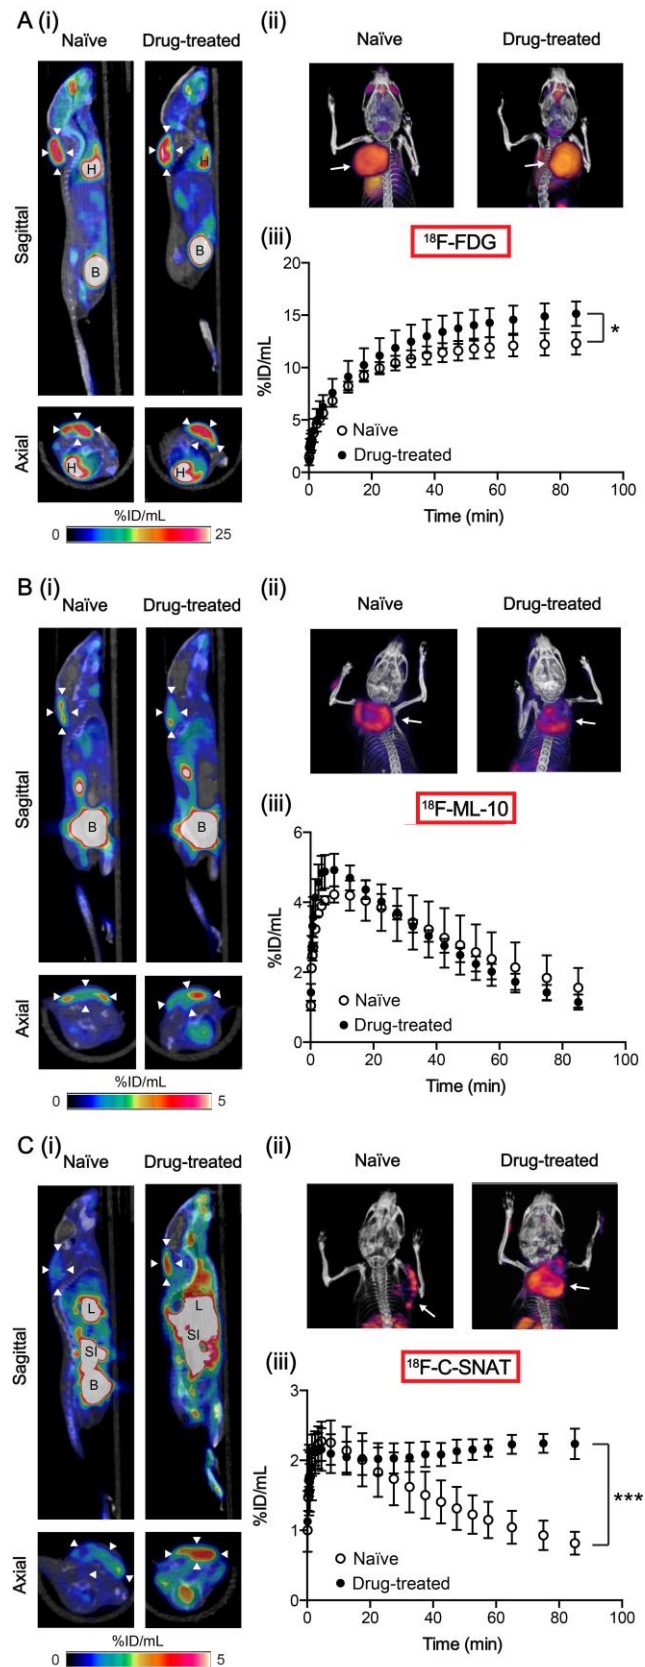 A (i)
Naïve Drug-treated
Sagittal
H
H
B
B
Axial
H
H
%ID/mL
0 25
(ii)
Naïve Drug-treated
(iii)
¹⁸F-FDG
%ID/mL
20
15
10
5
0
*
Naïve
Drug-treated
0 20 40 60 80 100
Time (min)
B (i)
Naïve Drug-treated
Sagittal
B
B
Axial
%ID/mL
0 5
(ii)
Naïve Drug-treated
(iii)
¹⁸F-ML-10
%ID/mL
6
4
2
0
Naïve
Drug-treated
0 20 40 60 80 100
Time (min)
C (i)
Naïve Drug-treated
Sagittal
L
SI
B
L
SI
Axial
%ID/mL
0 5
(ii)
Naïve Drug-treated
(iii)
¹⁸F-C-SNAT
%ID/mL
3
2
1
0
***
Naïve
Drug-treated
0 20 40 60 80 100
Time (min)